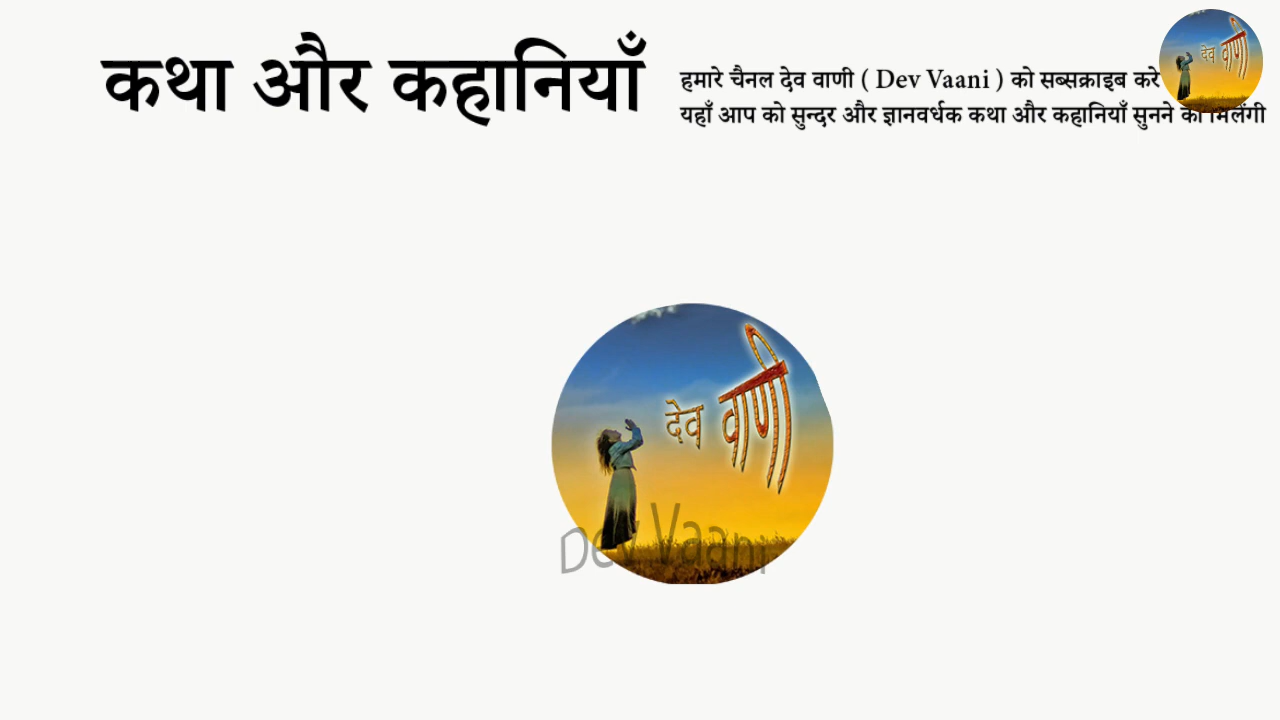 कथा और कहानियाँ
हमारे चैनल देव वाणी ( Dev Vaani ) को सब्सक्राइब करे
यहाँ आप को सुन्दर और ज्ञानवर्धक कथा और कहानियाँ सुनने को मिलेंगी
देव वाणी
देव वाणी
Dev Vaani